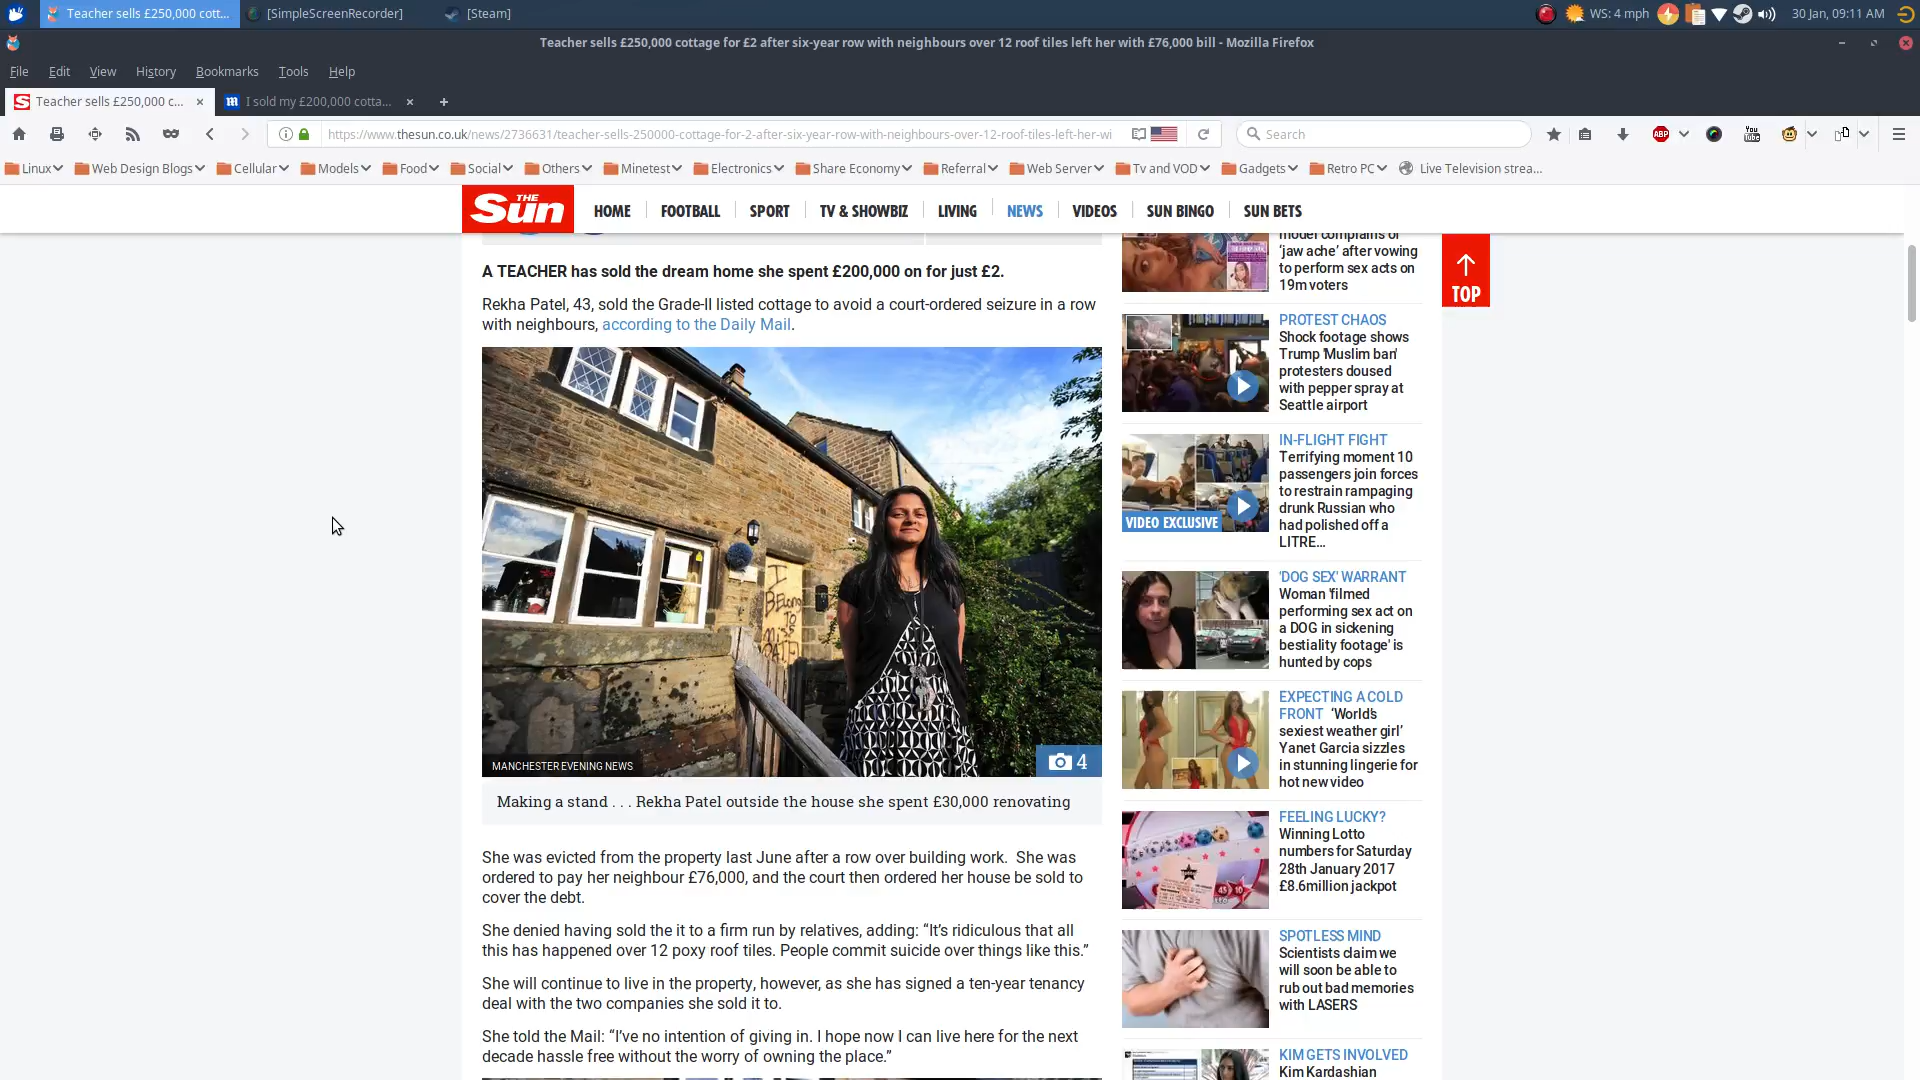 Teacher sells £250,000 cott...
[SimpleScreenRecorder]
[Steam]
WS: 4 mph
30 Jan, 09:11 AM
Teacher sells £250,000 cottage for £2 after six-year row with neighbours over 12 roof tiles left her with £76,000 bill - Mozilla Firefox
File Edit View History Bookmarks Tools Help
Teacher sells £250,000 c...
I sold my £200,000 cotta...
https://www.thesun.co.uk/news/2736631/teacher-sells-250000-cottage-for-2-after-six-year-row-with-neighbours-over-12-roof-tiles-left-her-wi
Search
ABP
You Tube
Linux Web Design Blogs Cellular Models Food Social Others Minetest Electronics Share Economy Referral Web Server Tv and VOD Gadgets Retro PC Live Television strea...
THE Sun
HOME FOOTBALL SPORT TV & SHOWBIZ LIVING NEWS VIDEOS SUN BINGO SUN BETS
A TEACHER has sold the dream home she spent £200,000 on for just £2.
Rekha Patel, 43, sold the Grade-II listed cottage to avoid a court-ordered seizure in a row
with neighbours, according to the Daily Mail.
I
BElong
TO
MANCHESTER EVENING NEWS
4
Making a stand . . . Rekha Patel outside the house she spent £30,000 renovating
She was evicted from the property last June after a row over building work.  She was
ordered to pay her neighbour £76,000, and the court then ordered her house be sold to
cover the debt.
She denied having sold the it to a firm run by relatives, adding: “It’s ridiculous that all
this has happened over 12 poxy roof tiles. People commit suicide over things like this.”
She will continue to live in the property, however, as she has signed a ten-year tenancy
deal with the two companies she sold it to.
She told the Mail: “I’ve no intention of giving in. I hope now I can live here for the next
decade hassle free without the worry of owning the place.”
model complains of
‘jaw ache’ after vowing
to perform sex acts on
19m voters
PROTEST CHAOS
Shock footage shows
Trump 'Muslim ban'
protesters doused
with pepper spray at
Seattle airport
IN-FLIGHT FIGHT
Terrifying moment 10
passengers join forces
to restrain rampaging
drunk Russian who
had polished off a
LITRE...
VIDEO EXCLUSIVE
'DOG SEX' WARRANT
Woman 'filmed
performing sex act on
a DOG in sickening
bestiality footage' is
hunted by cops
EXPECTING A COLD
FRONT ‘World's
sexiest weather girl’
Yanet Garcia sizzles
in stunning lingerie for
hot new video
FEELING LUCKY?
Winning Lotto
numbers for Saturday
28th January 2017
£8.6million jackpot
SPOTLESS MIND
Scientists claim we
will soon be able to
rub out bad memories
with LASERS
KIM GETS INVOLVED
Kim Kardashian
TOP